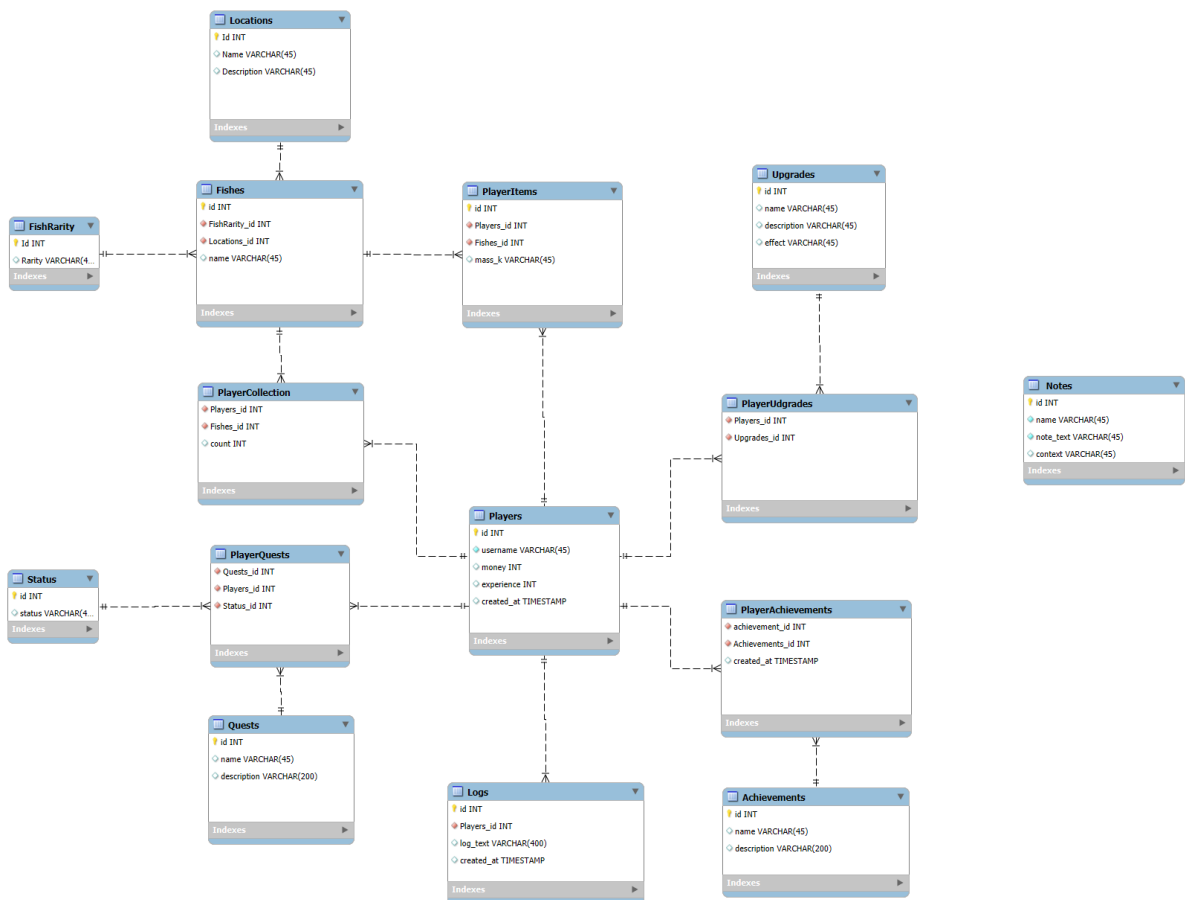 Locations
Id INT
Name VARCHAR(45)
Description VARCHAR(45)
Indexes
Fishes
id INT
FishRarity_id INT
Locations_id INT
name VARCHAR(45)
Indexes
PlayerItems
id INT
Players_id INT
Fishes_id INT
mass_k VARCHAR(45)
Indexes
Upgrades
id INT
name VARCHAR(45)
description VARCHAR(45)
effect VARCHAR(45)
Indexes
FishRarity
Id INT
Rarity VARCHAR(4...
Indexes
PlayerCollection
Players_id INT
Fishes_id INT
count INT
Indexes
PlayerUdgrades
Players_id INT
Upgrades_id INT
Indexes
Notes
id INT
name VARCHAR(45)
note_text VARCHAR(45)
context VARCHAR(45)
Indexes
Players
id INT
username VARCHAR(45)
money INT
experience INT
created_at TIMESTAMP
Indexes
PlayerQuests
Quests_id INT
Players_id INT
Status_id INT
Indexes
Status
id INT
status VARCHAR(4...
Indexes
PlayerAchievements
achievement_id INT
Achievements_id INT
created_at TIMESTAMP
Indexes
Quests
id INT
name VARCHAR(45)
description VARCHAR(200)
Indexes
Logs
id INT
Players_id INT
log_text VARCHAR(400)
created_at TIMESTAMP
Indexes
Achievements
id INT
name VARCHAR(45)
description VARCHAR(200)
Indexes